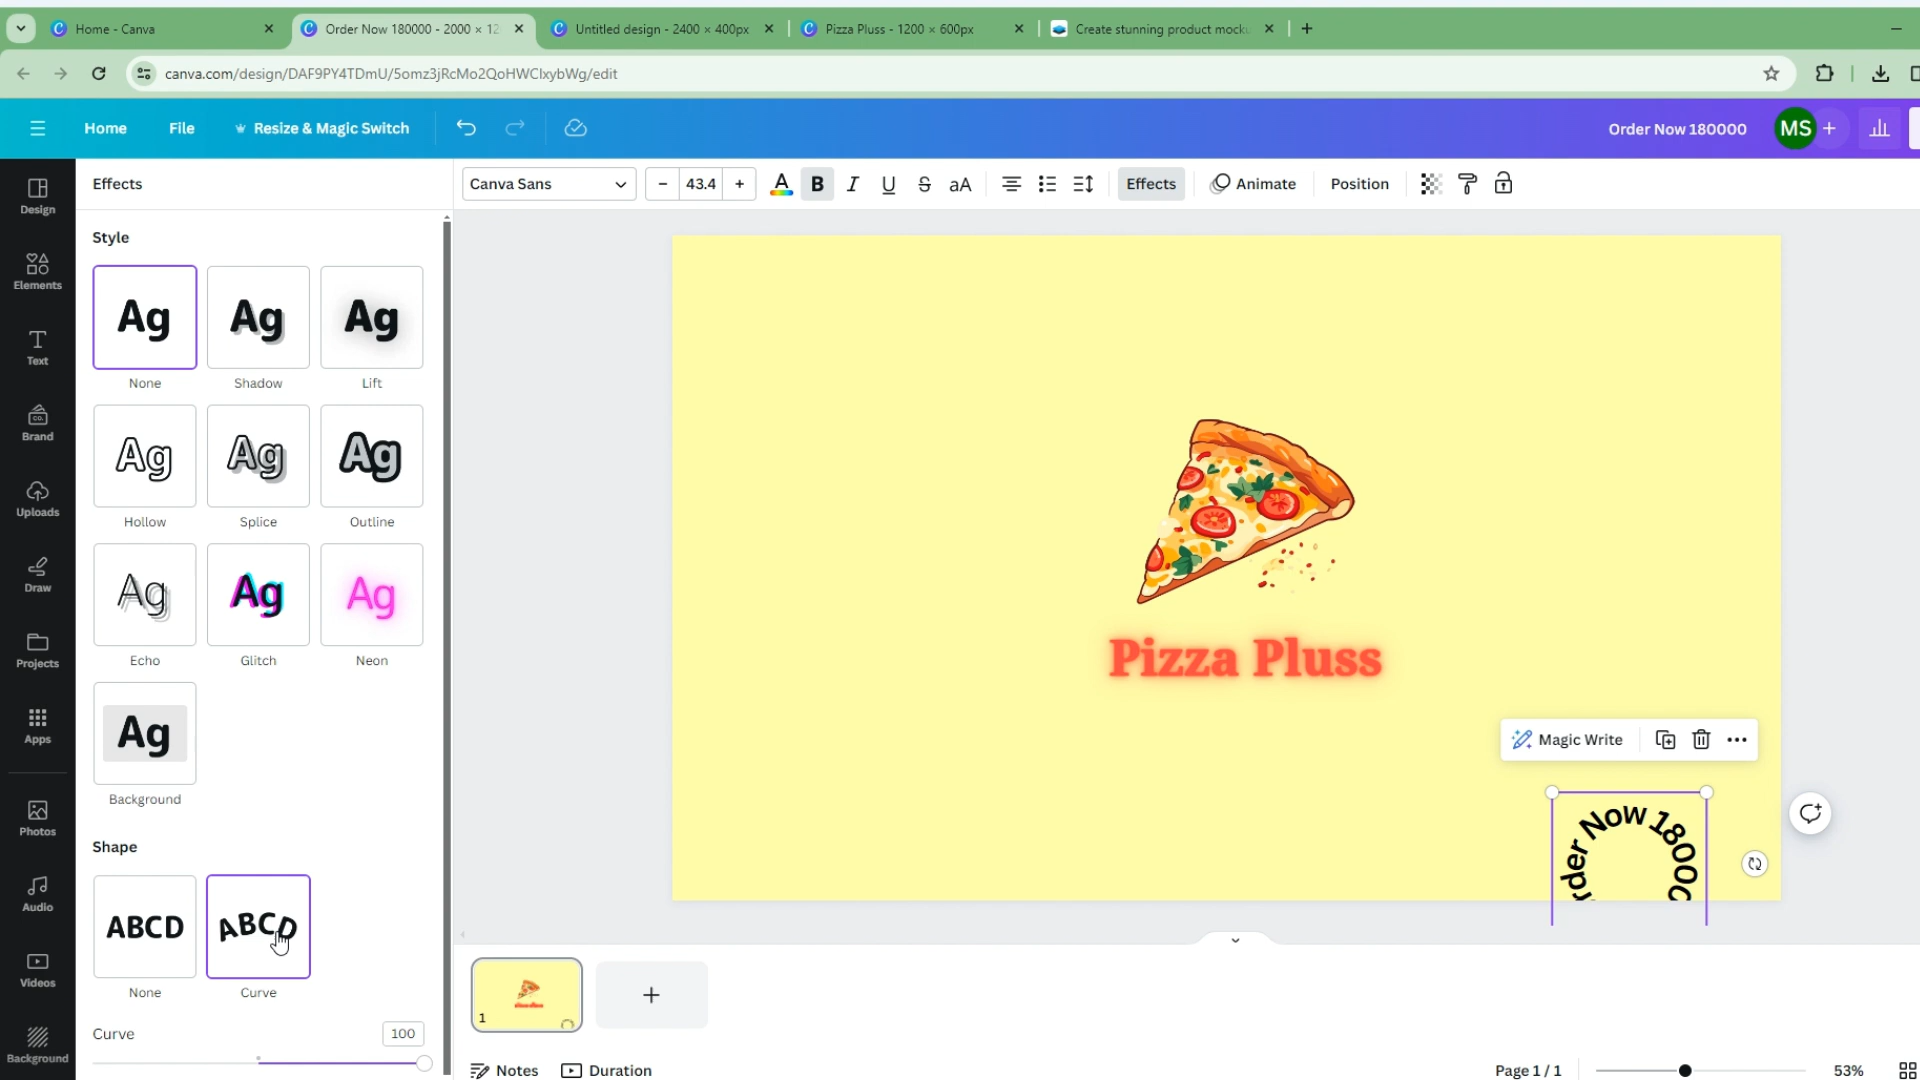 Home - Canva
Order Now 180000 - 2000 × 12
Untitled design - 2400 × 400px
Pizza Pluss - 1200 × 600px
Create stunning product mock
canva.com/design/DAF9PY4TDmU/5omz3jRcMo2QoHWClxybWg/edit
Home
File
Resize & Magic Switch
Order Now 180000
MS
Effects
Canva Sans
43.4
A
B
I
U
S
aA
Effects
Animate
Position
Design
Elements
Text
Brand
Uploads
Draw
Projects
Apps
Photos
Audio
Videos
Background
Style
Ag
Ag
Ag
None
Shadow
Lift
Ag
Ag
Ag
Hollow
Splice
Outline
Ag
Ag
Ag
Echo
Glitch
Neon
Ag
Background
Shape
ABCD
ABCD
None
Curve
Curve
100
Pizza Pluss
Magic Write
rder Now 18000
1
Notes
Duration
Page 1 / 1
53%